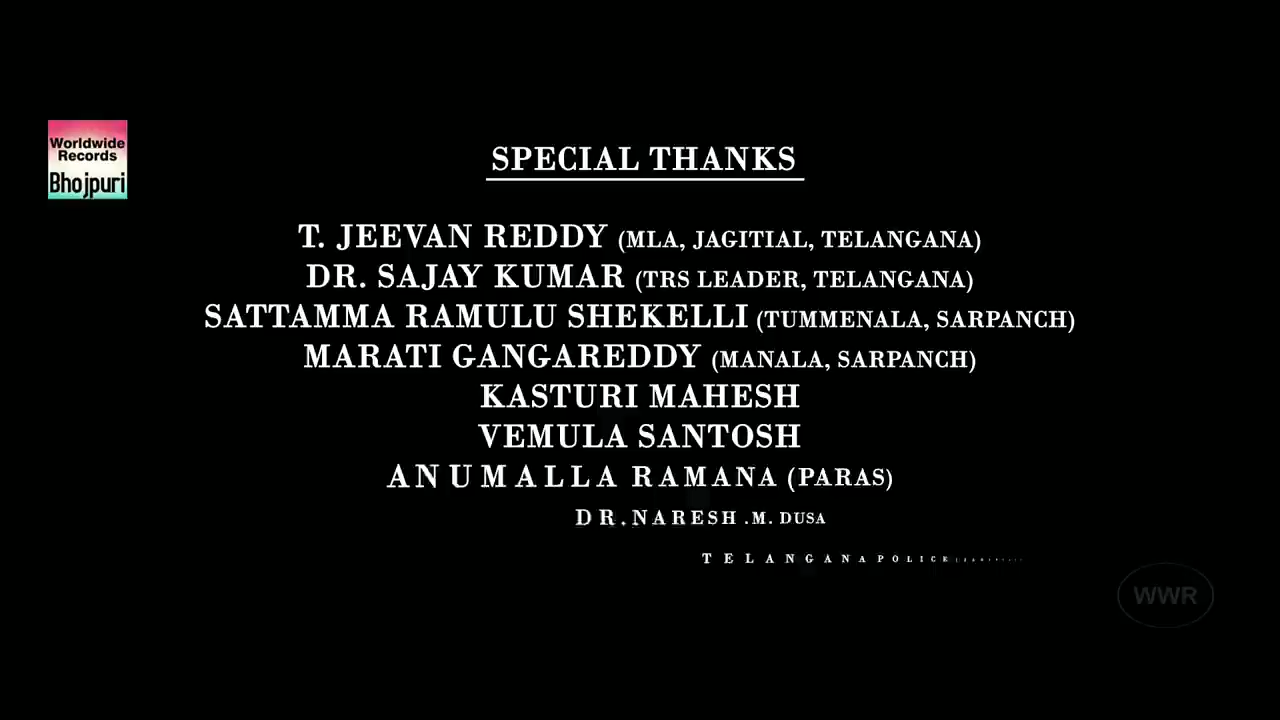 Worldwide
Records
Bhojpuri
SPECIAL THANKS
T. JEEVAN REDDY (MLA, JAGITIAL, TELANGANA)
DR. SAJAY KUMAR (TRS LEADER, TELANGANA)
SATTAMMA RAMULU SHEKELLI (TUMMENALA, SARPANCH)
MARATI GANGAREDDY (MANALA, SARPANCH)
KASTURI MAHESH
VEMULA SANTOSH
ANUMALLA RAMANA (PARAS)
DR.NARESH .M. DUSA
TELANGANA POLICE
WWR